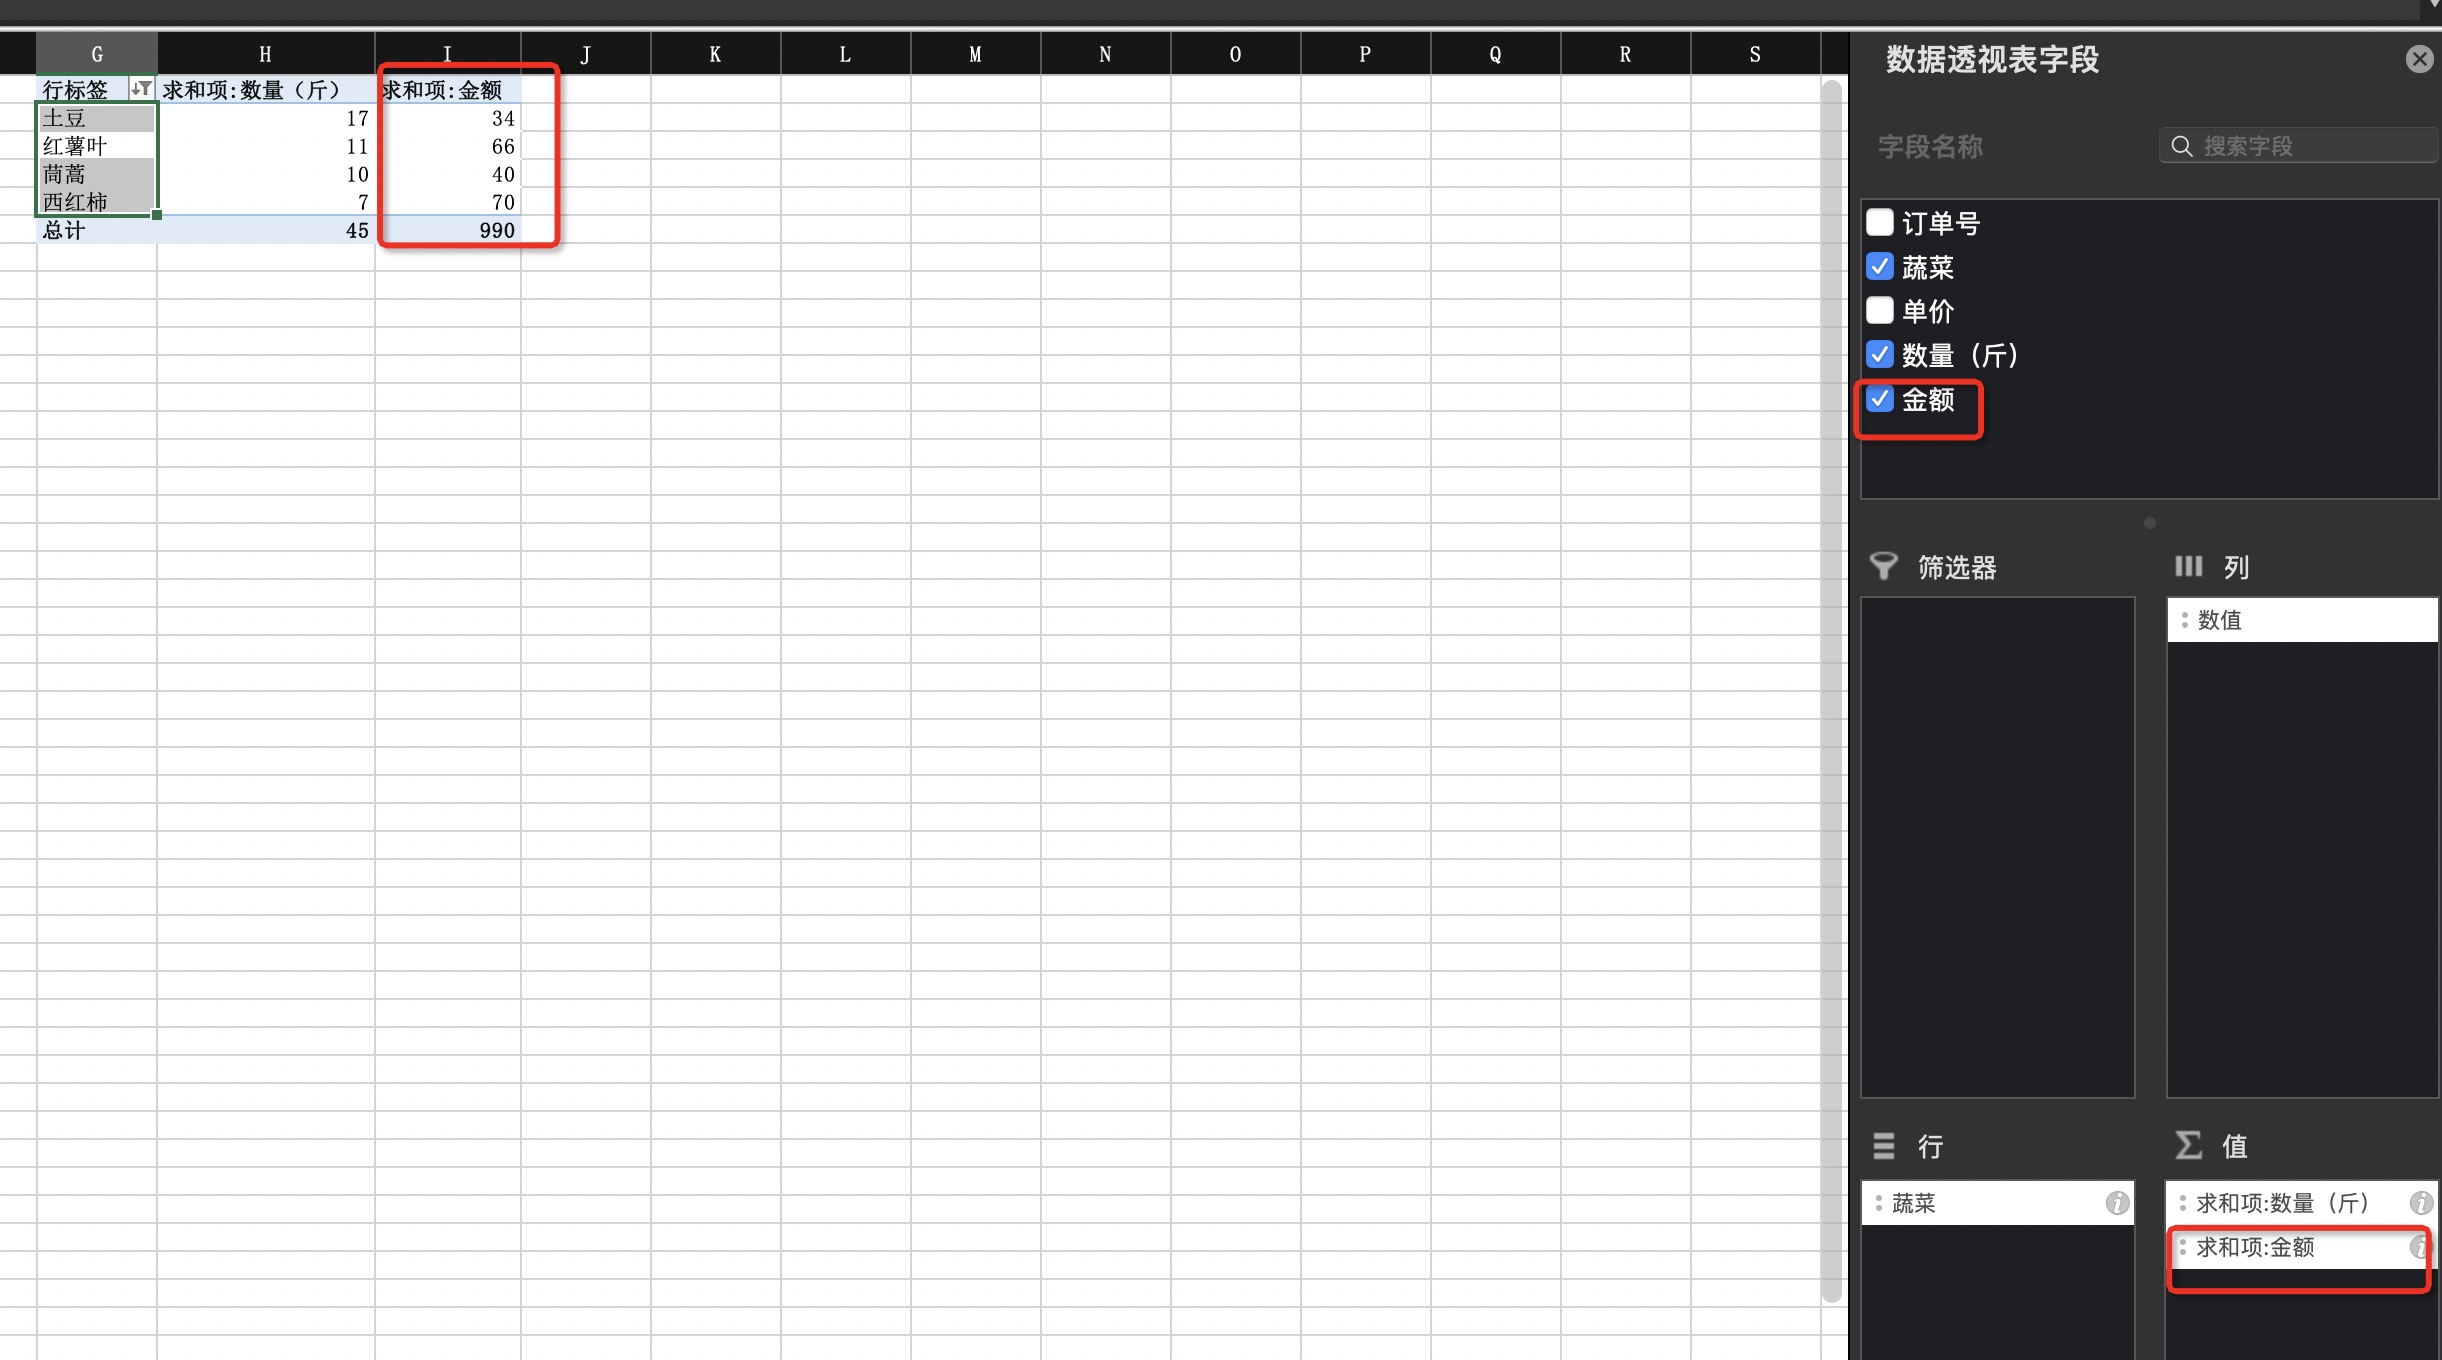 G H I J K L M N O P Q R S
行标签 求和项:数量（斤） 求和项:金额
土豆 17 34
红薯叶 11 66
茼蒿 10 40
西红柿 7 70
总计 45 990
数据透视表字段
字段名称 搜索字段
订单号
蔬菜
单价
数量（斤）
金额
筛选器 列
数值
行 值
蔬菜 求和项:数量（斤）
求和项:金额